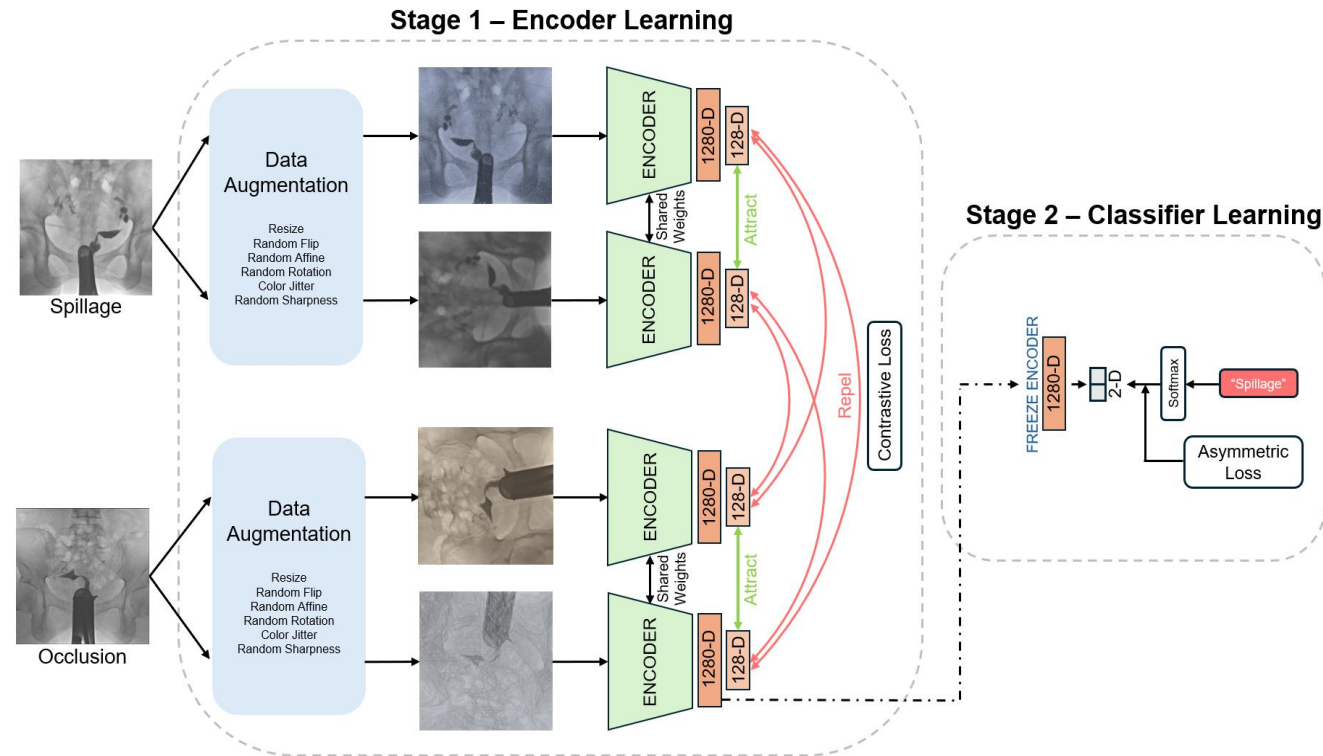 Stage 1 – Encoder Learning
Data
Augmentation
Resize
Random Flip
Random Affine
Random Rotation
Color Jitter
Random Sharpness
Spillage
ENCODER
1280-D
128-D
Shared
Weights
Attract
ENCODER
1280-D
128-D
Data
Augmentation
Resize
Random Flip
Random Affine
Random Rotation
Color Jitter
Random Sharpness
Occlusion
ENCODER
1280-D
128-D
Shared
Weights
Attract
ENCODER
1280-D
128-D
Repel
Contrastive Loss
Stage 2 – Classifier Learning
FREEZE ENCODER
1280-D
2-D
Softmax
"Spillage"
Asymmetric
Loss